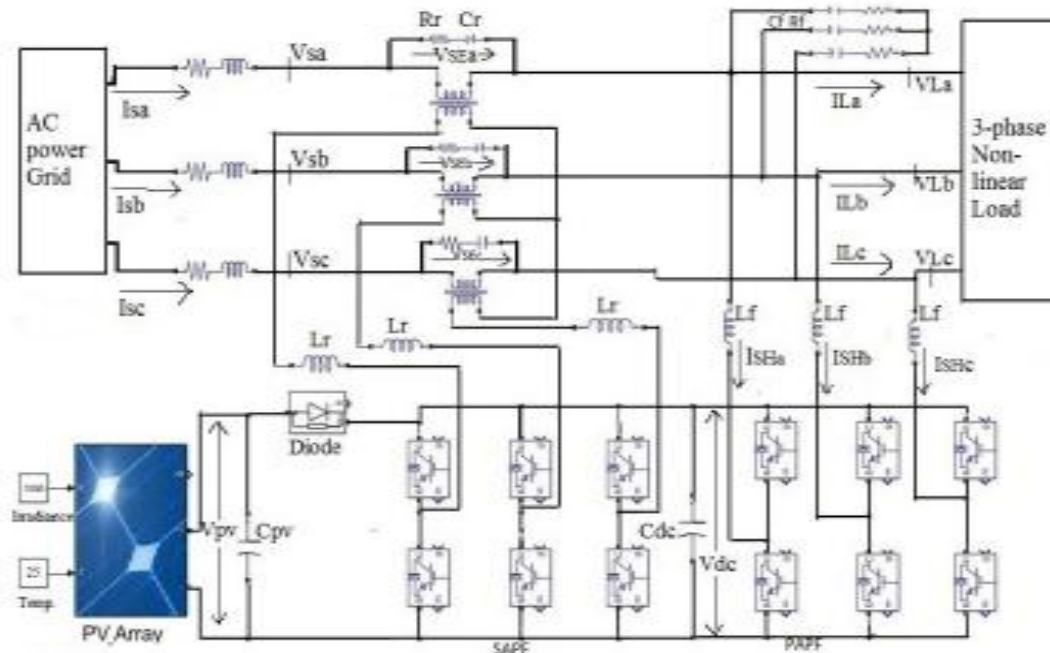 Rr Cr
Cf Rf
Vsa
VSEa
VLa
Isa
ILa
AC
power
Grid
3-phase
Non-
linear
Load
Vsb
VLb
Isb
ILb
Vsc
ILc
VLc
Isc
Lr
Lr
Lr
Lf
Lf
Lf
ISHa
ISHb
ISHc
Diode
Irradiance
Vpv
Cpv
Cdc
Vdc
25
Temp
PV Array
SAPF
PAPF